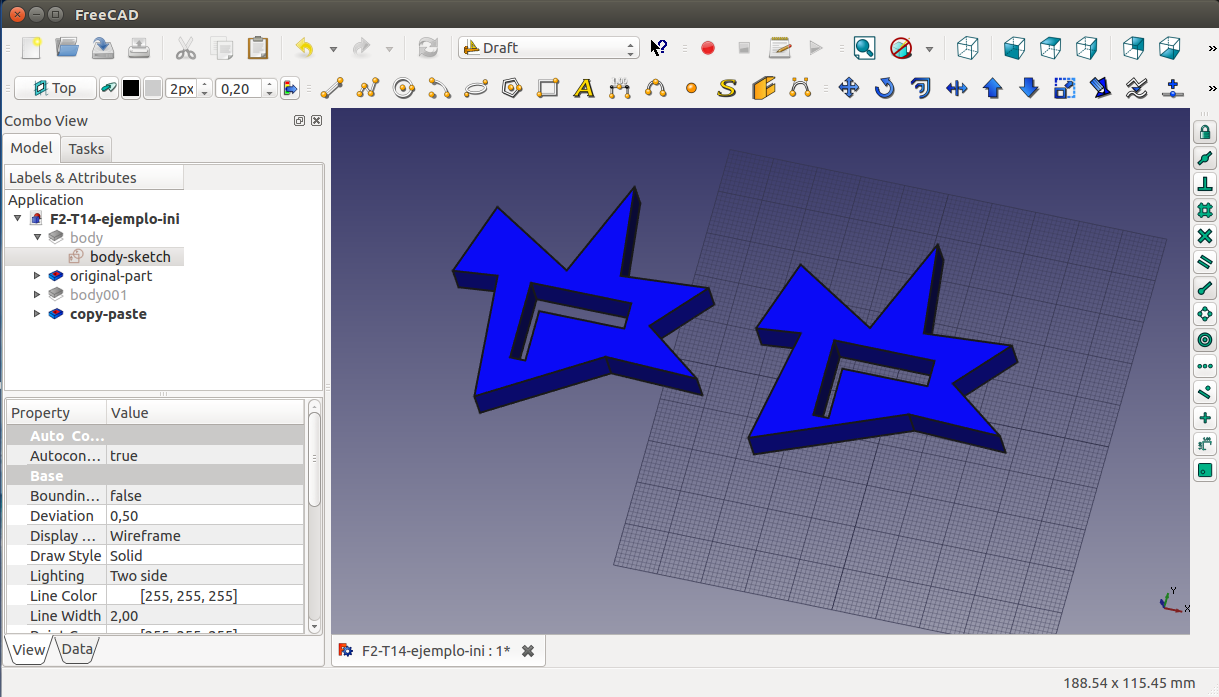 FreeCAD
Draft
Top
2px
0,20
Combo View
Model
Tasks
Labels & Attributes
Application
F2-T14-ejemplo-ini
body
body-sketch
original-part
body001
copy-paste
Property Value
Auto Co...
Autocon... true
Base
Boundin... false
Deviation 0,50
Display ... Wireframe
Draw Style Solid
Lighting Two side
Line Color [255, 255, 255]
Line Width 2,00
View
Data
F2-T14-ejemplo-ini : 1*
Y
X
188.54 x 115.45 mm